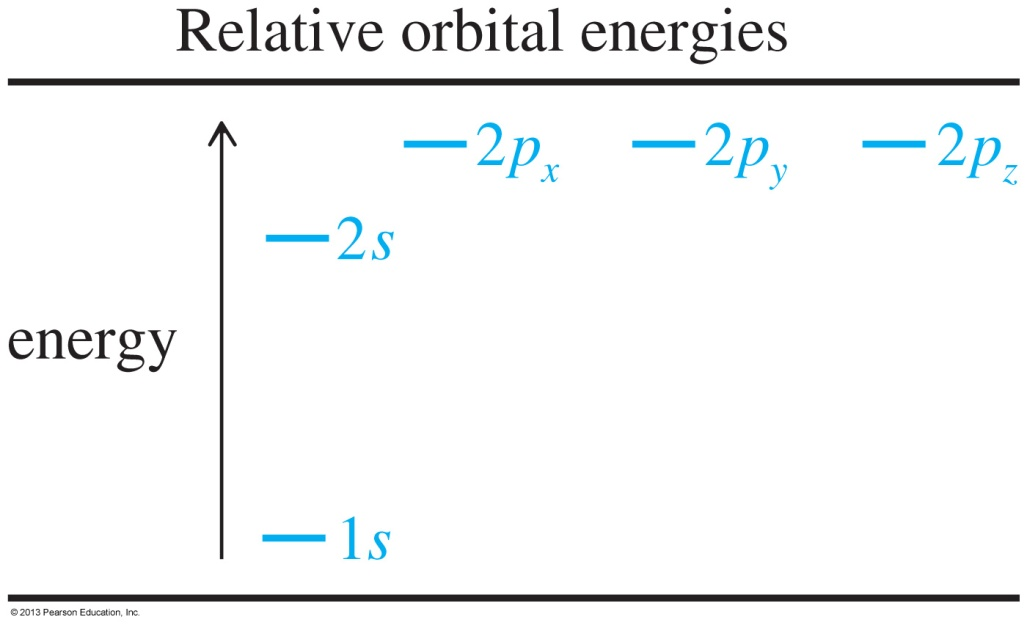 Relative orbital energies
2px 2py 2pz
2s
energy
1s
© 2013 Pearson Education, Inc.